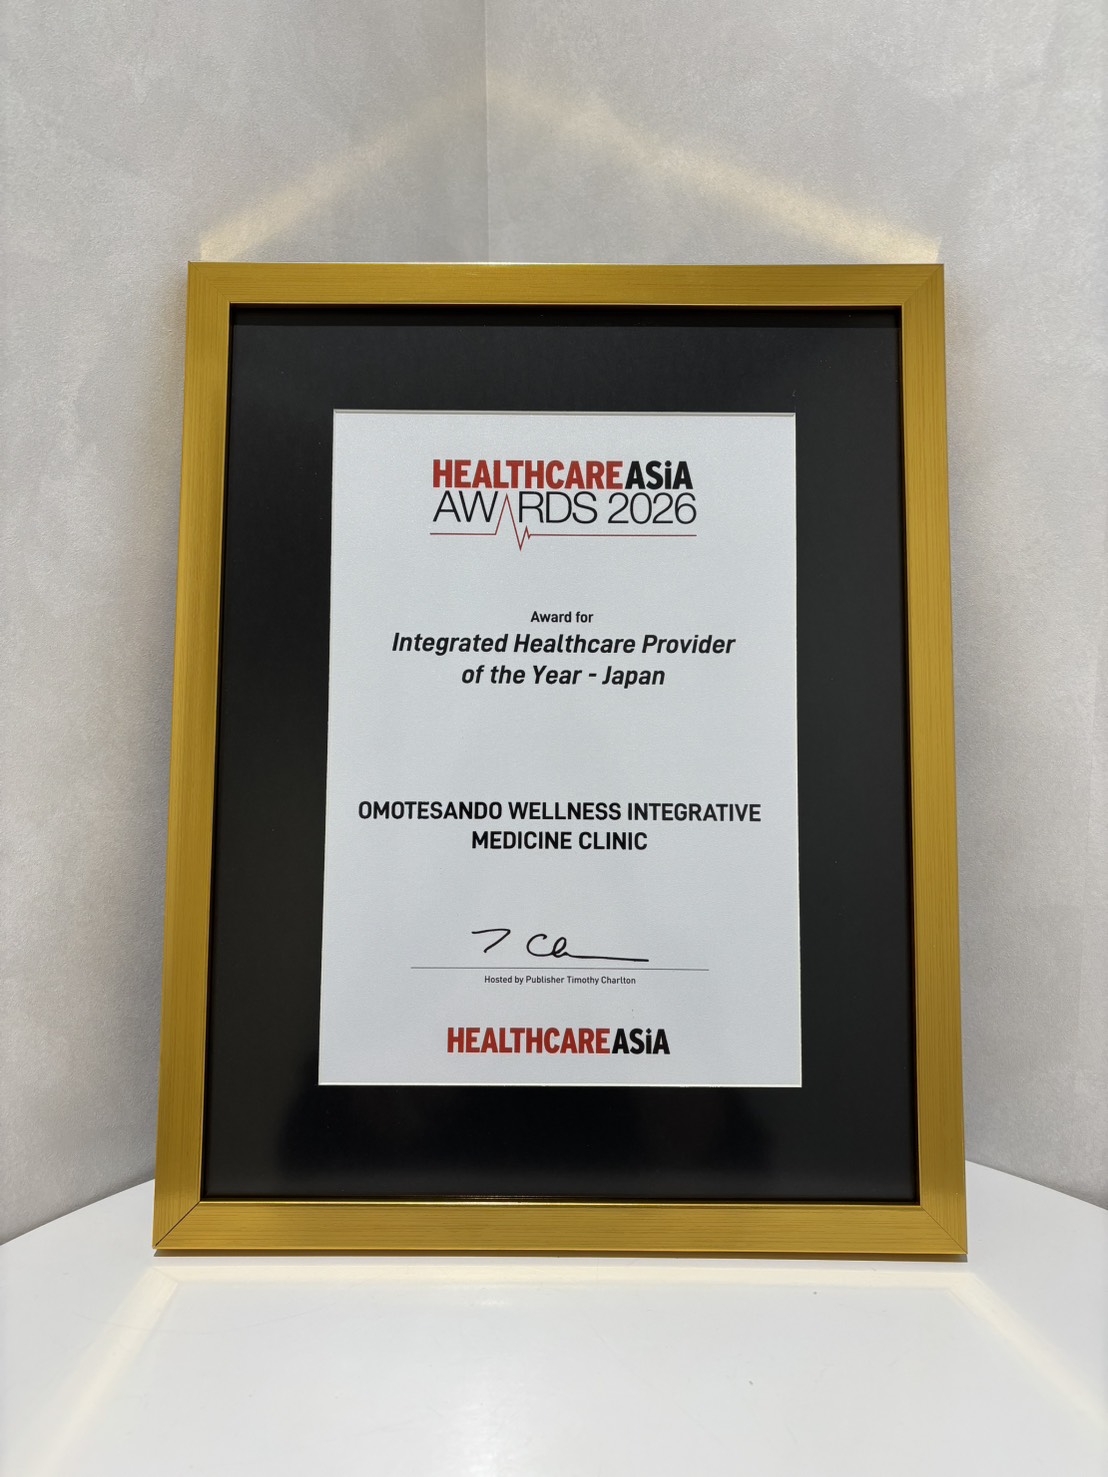 HEALTHCAREASiA
AWARDS 2026
Award for
Integrated Healthcare Provider
of the Year - Japan
OMOTESANDO WELLNESS INTEGRATIVE
MEDICINE CLINIC
Hosted by Publisher Timothy Charlton
HEALTHCAREASiA